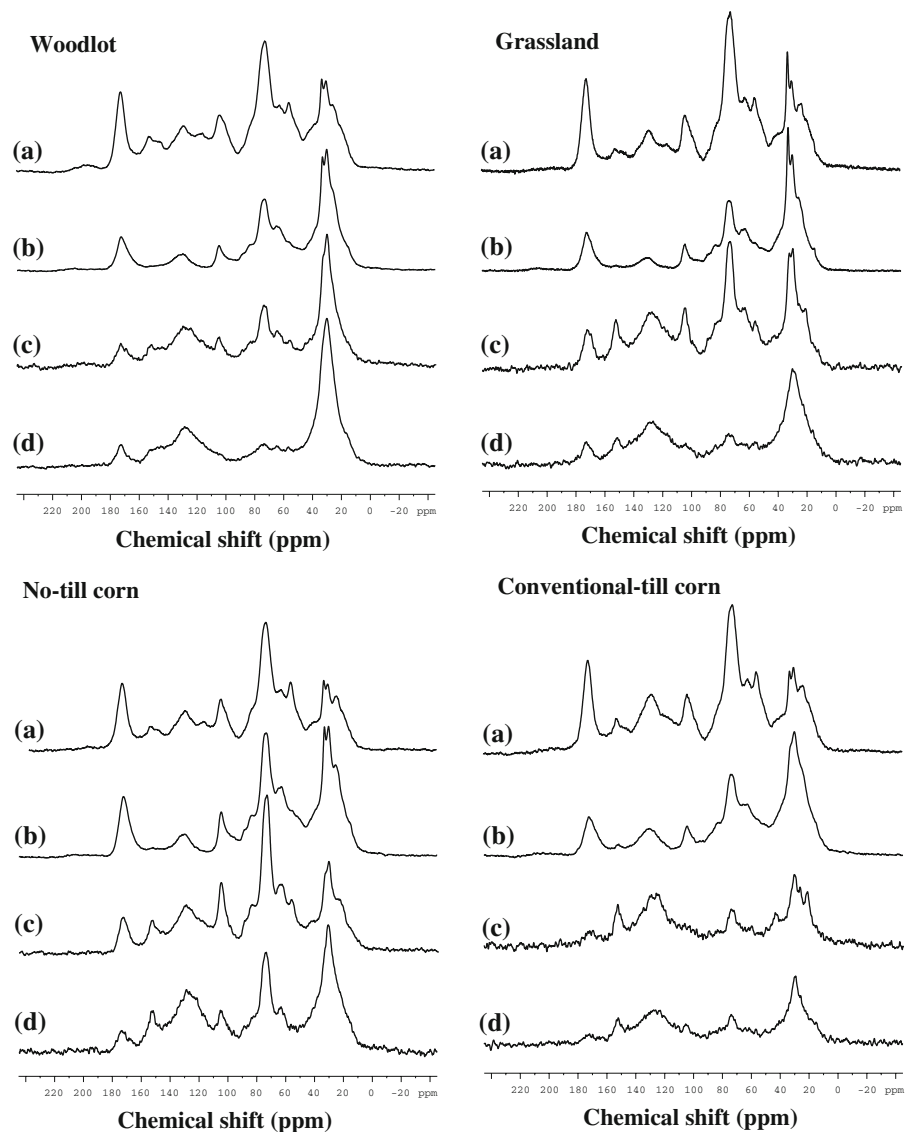 Woodlot
(a)
(b)
(c)
(d)
220 200 180 160 140 120 100 80 60 40 20 0 -20 ppm
Chemical shift (ppm)
Grassland
(a)
(b)
(c)
(d)
220 200 180 160 140 120 100 80 60 40 20 0 -20 ppm
Chemical shift (ppm)
No-till corn
(a)
(b)
(c)
(d)
220 200 180 160 140 120 100 80 60 40 20 0 -20 ppm
Chemical shift (ppm)
Conventional-till corn
(a)
(b)
(c)
(d)
220 200 180 160 140 120 100 80 60 40 20 0 -20 ppm
Chemical shift (ppm)